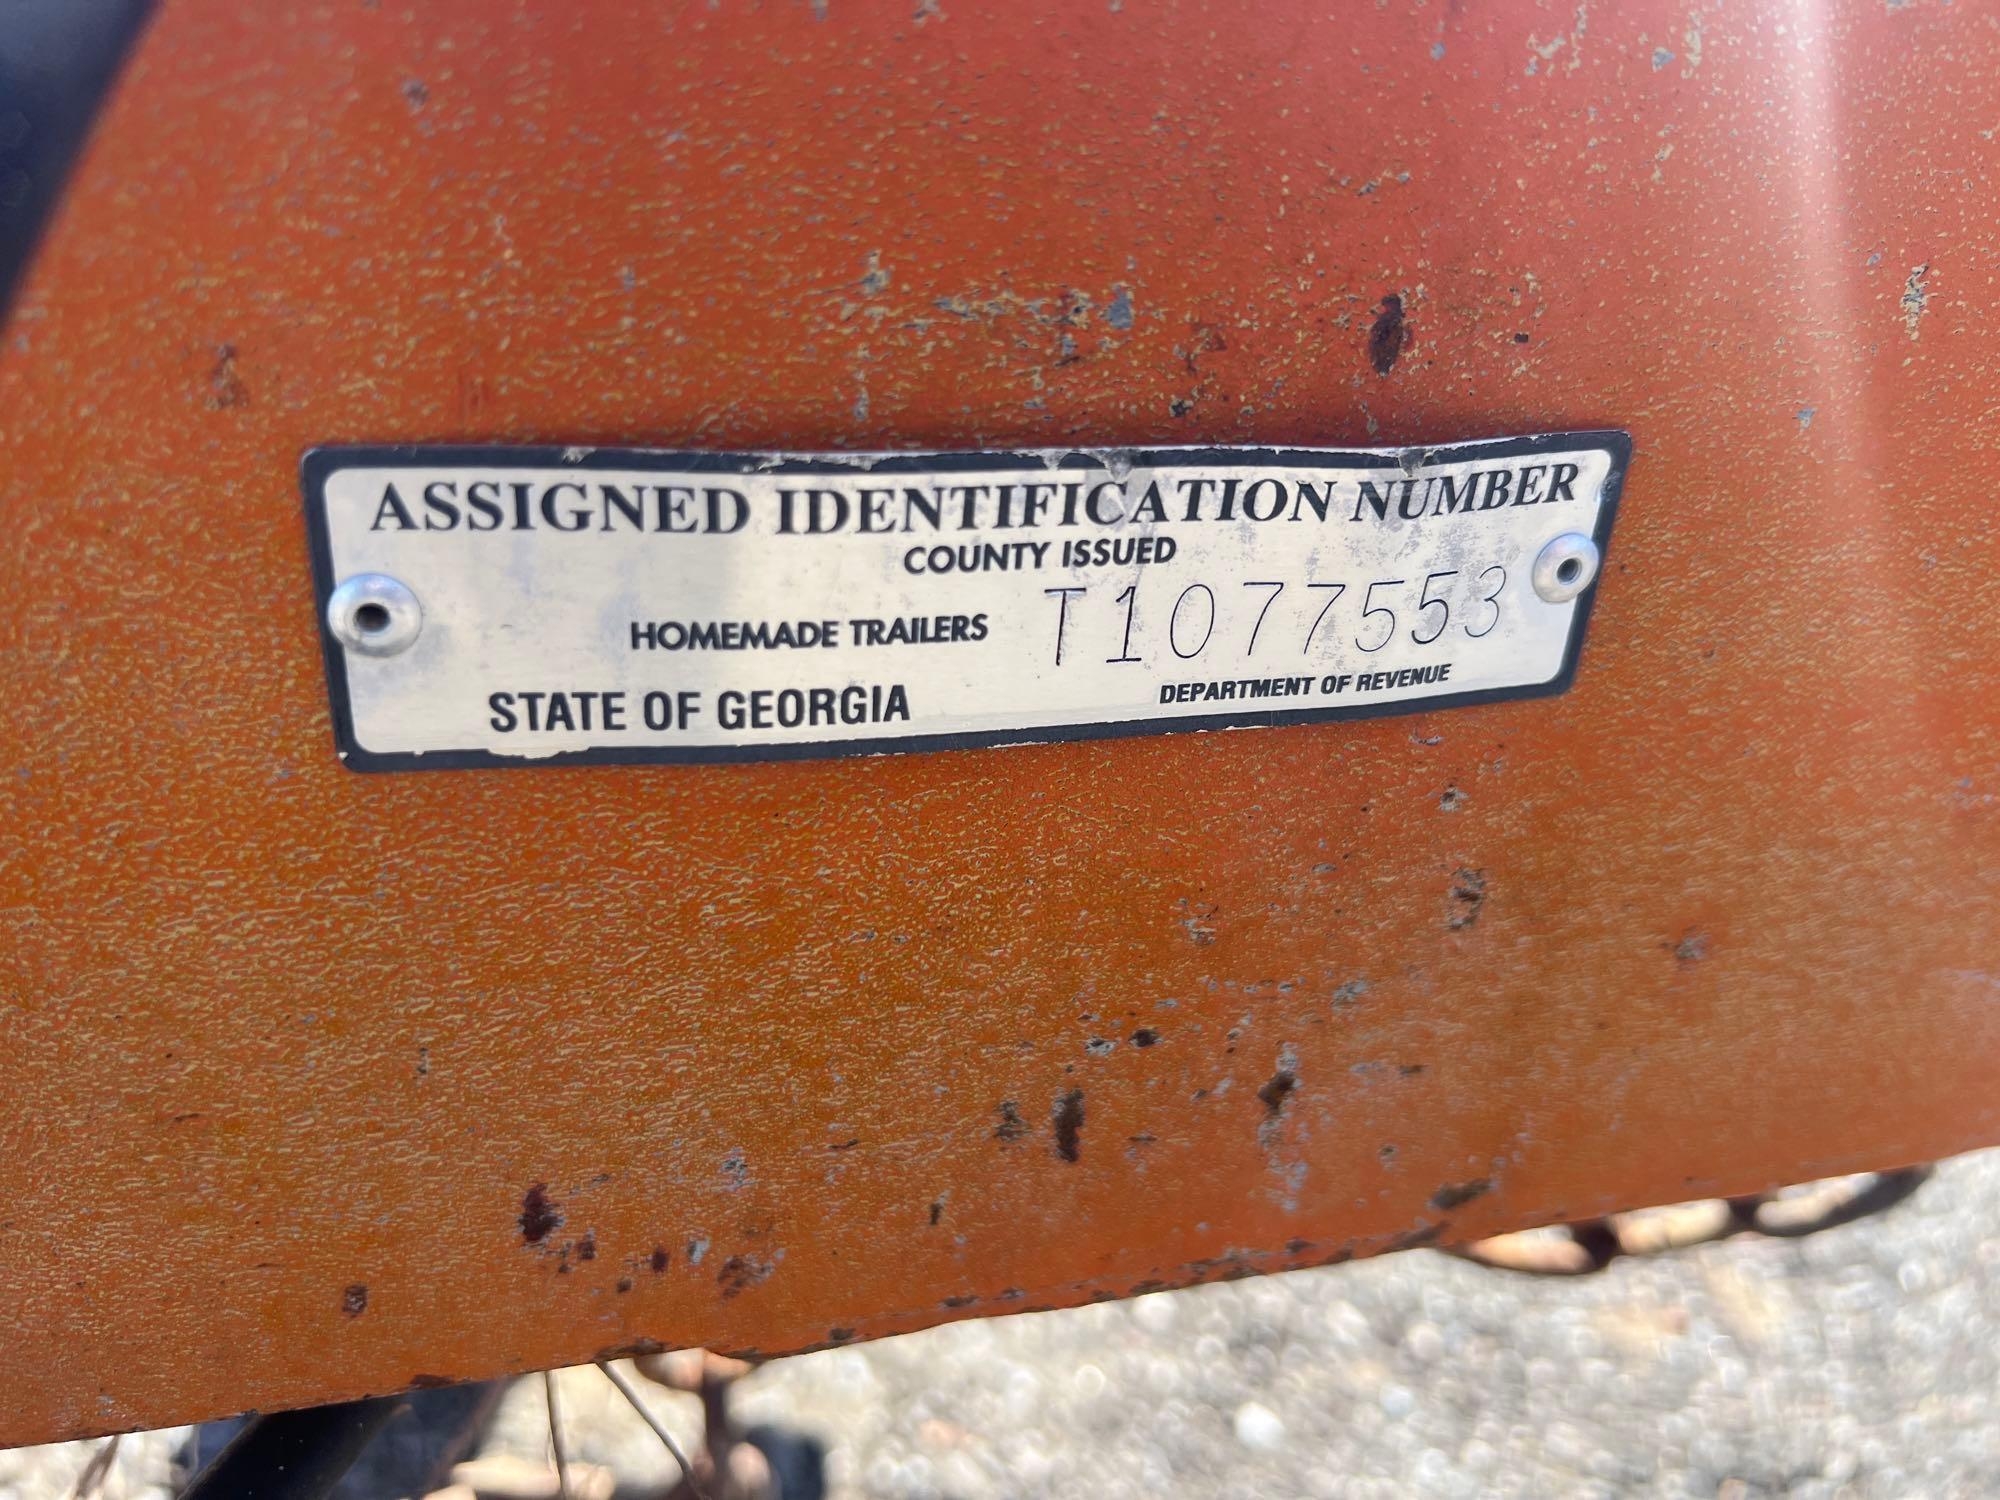 ASSIGNED IDENTIFICATION NUMBER
COUNTY ISSUED
HOMEMADE TRAILERS T1077553
STATE OF GEORGIA DEPARTMENT OF REVENUE